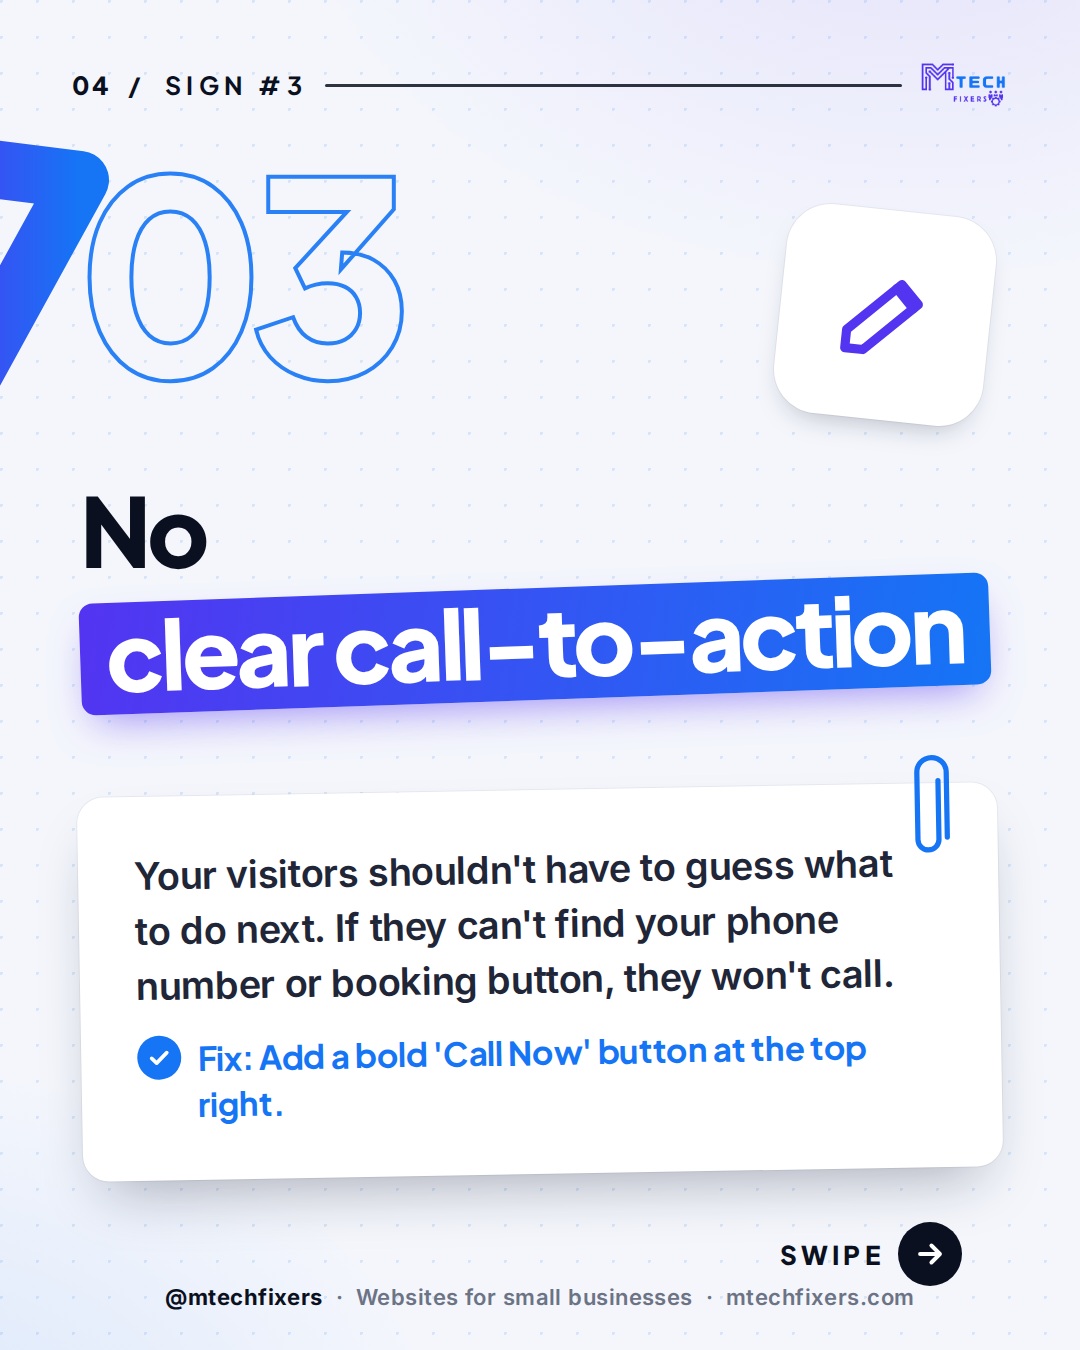 04 / SIGN #3
MTECH
FIXERS
7
03
No
clear call-to-action
Your visitors shouldn't have to guess what
to do next. If they can't find your phone
number or booking button, they won't call.
Fix: Add a bold 'Call Now' button at the top
right.
SWIPE
@mtechfixers · Websites for small businesses · mtechfixers.com